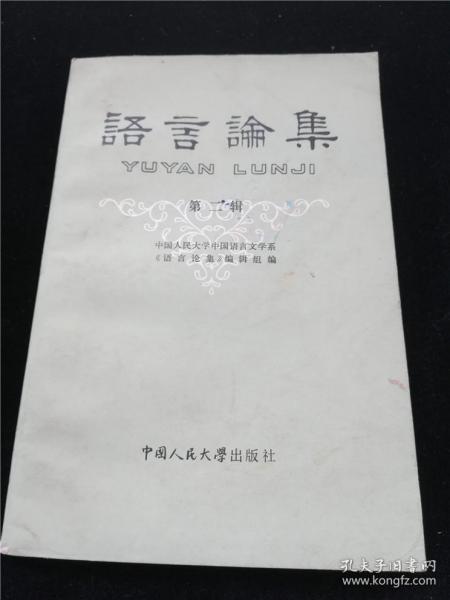 語言論集
YUYAN LUNJI
第二辑
中国人民大学中国语言文学系
《语言论集》编辑组编
中国人民大學出版社
孔夫子旧书网
www.kongfz.com